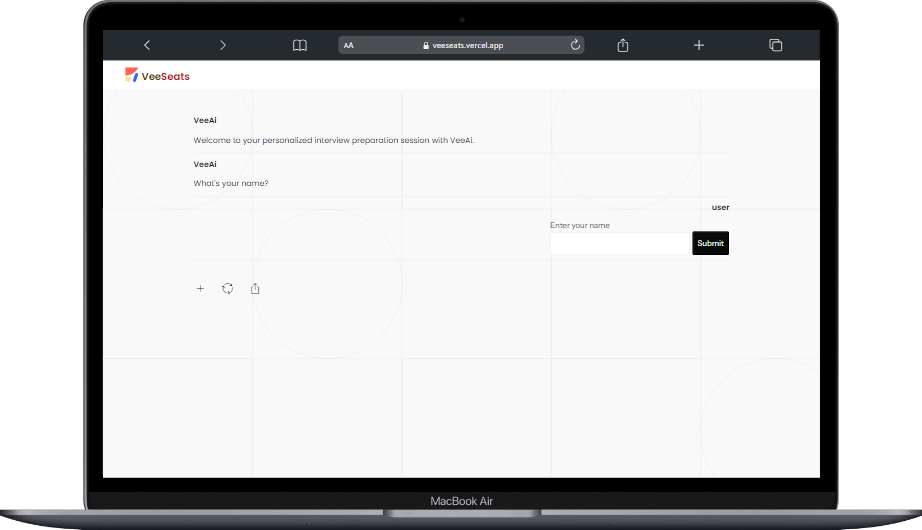 AA veeseats.vercel.app
VeeSeats
VeeAi
Welcome to your personalized interview preparation session with VeeAi.
VeeAi
What's your name?
user
Enter your name
Submit
MacBook Air